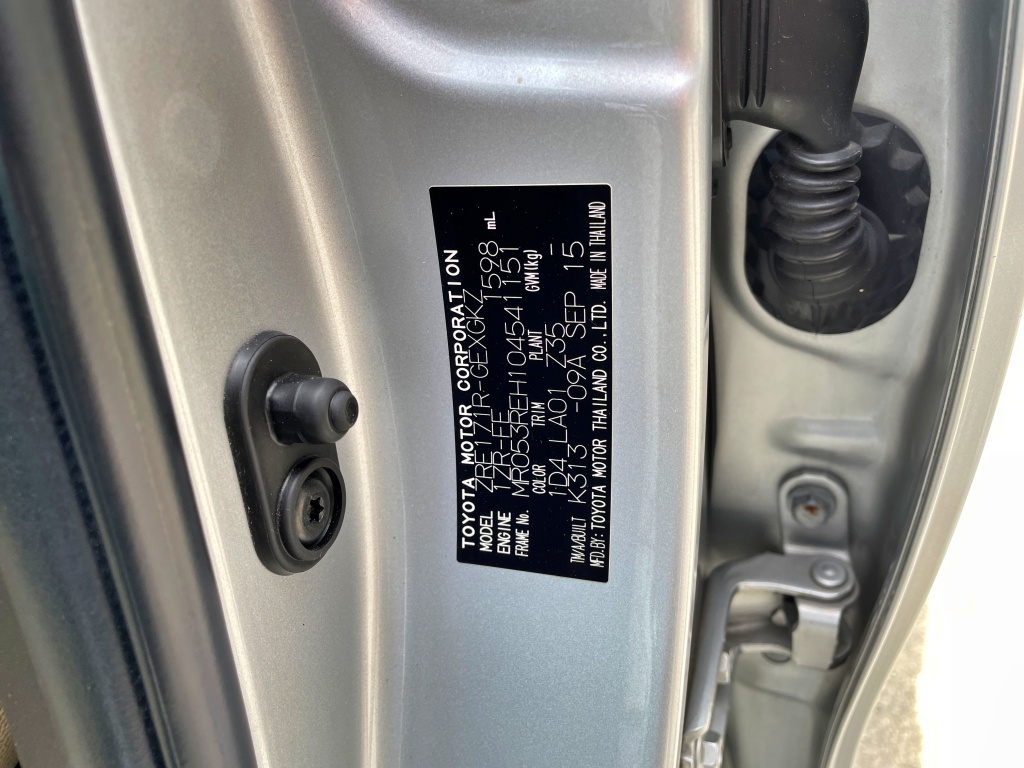 TOYOTA MOTOR CORPORATION
MODEL ZRE171R-GEXGKZ
ENGINE 1ZR-FE 1598 mL
FRAME No. MR053REH104541151
COLOR TRIM PLANT GVM(kg)
1D4 LA01 Z35 -
TM/A/BUILT K313 -09A SEP 15
MFD.BY: TOYOTA MOTOR THAILAND CO.,LTD. MADE IN THAILAND